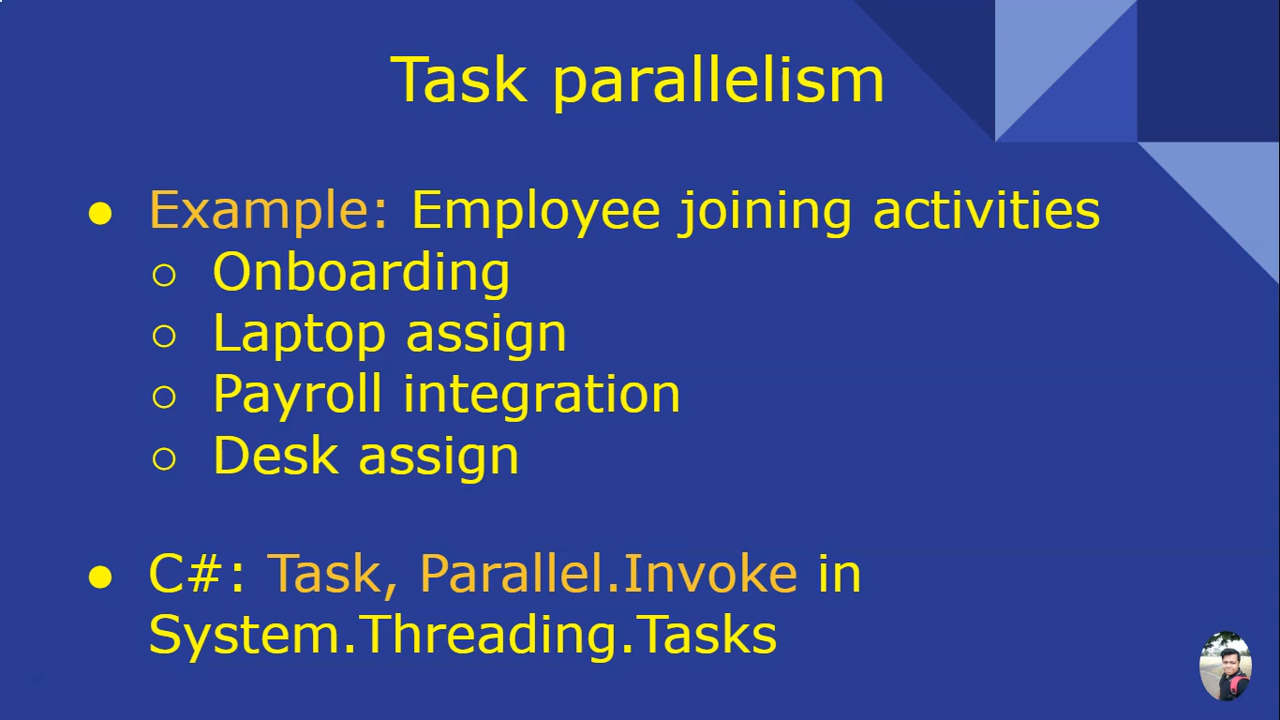 Task parallelism
● Example: Employee joining activities
○ Onboarding
○ Laptop assign
○ Payroll integration
○ Desk assign
● C#: Task, Parallel.Invoke in
System.Threading.Tasks